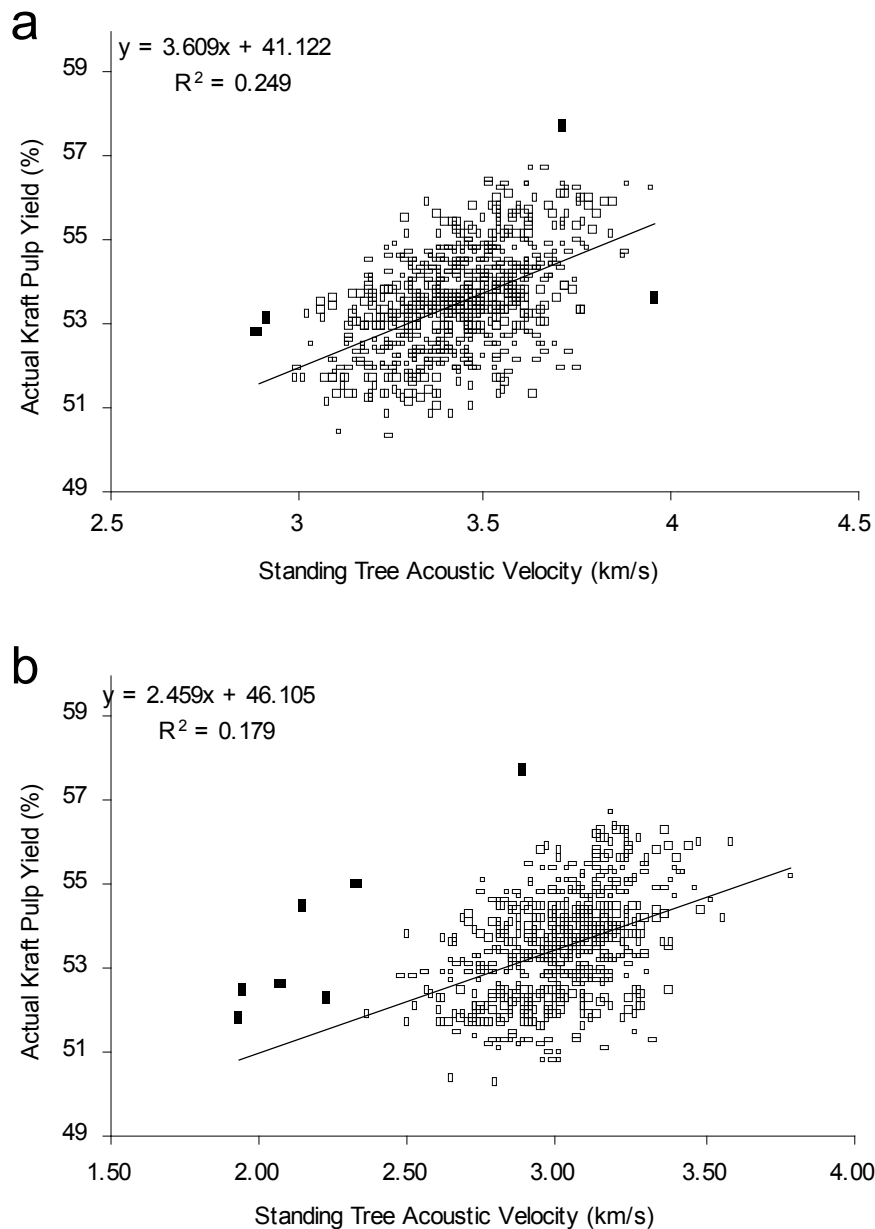 a
y = 3.609x + 41.122
R² = 0.249
59
57
55
53
51
49
Actual Kraft Pulp Yield (%)
2.5 3 3.5 4 4.5
Standing Tree Acoustic Velocity (km/s)
b
y = 2.459x + 46.105
R² = 0.179
59
57
55
53
51
49
Actual Kraft Pulp Yield (%)
1.50 2.00 2.50 3.00 3.50 4.00
Standing Tree Acoustic Velocity (km/s)